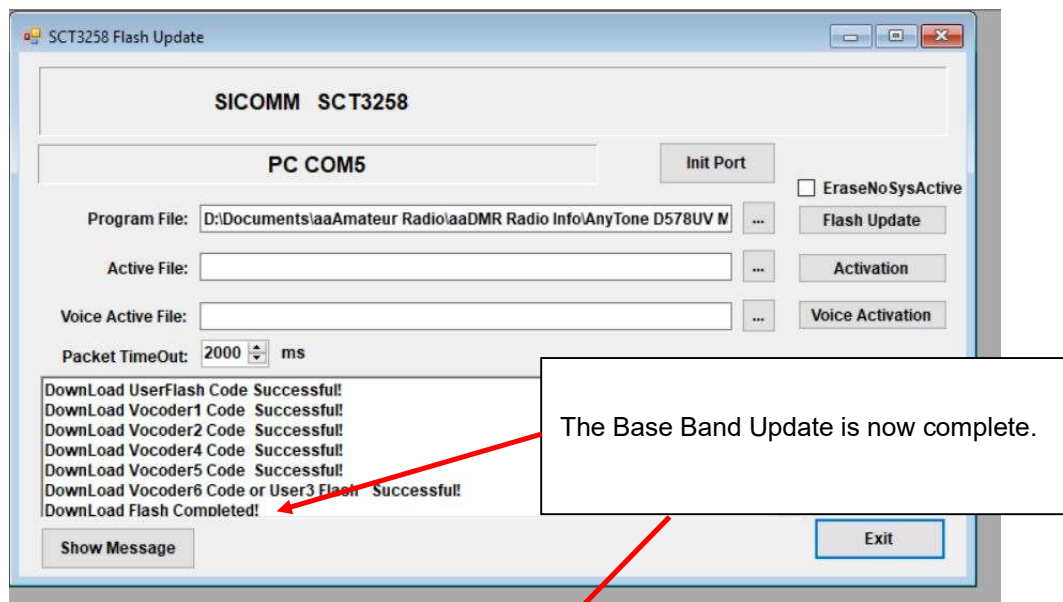 SCT3258 Flash Update
SICOMM SCT3258
PC COM5
Init Port
EraseNoSysActive
Program File: D:\Documents\aaAmateur Radio\aaDMR Radio Info\AnyTone D578UV M ...
Flash Update
Active File: ...
Activation
Voice Active File: ...
Voice Activation
Packet TimeOut: 2000 ms
DownLoad UserFlash Code Successful!
DownLoad Vocoder1 Code Successful!
DownLoad Vocoder2 Code Successful!
DownLoad Vocoder4 Code Successful!
DownLoad Vocoder5 Code Successful!
DownLoad Vocoder6 Code or User3 Flash Successful!
DownLoad Flash Completed!
The Base Band Update is now complete.
Show Message
Exit